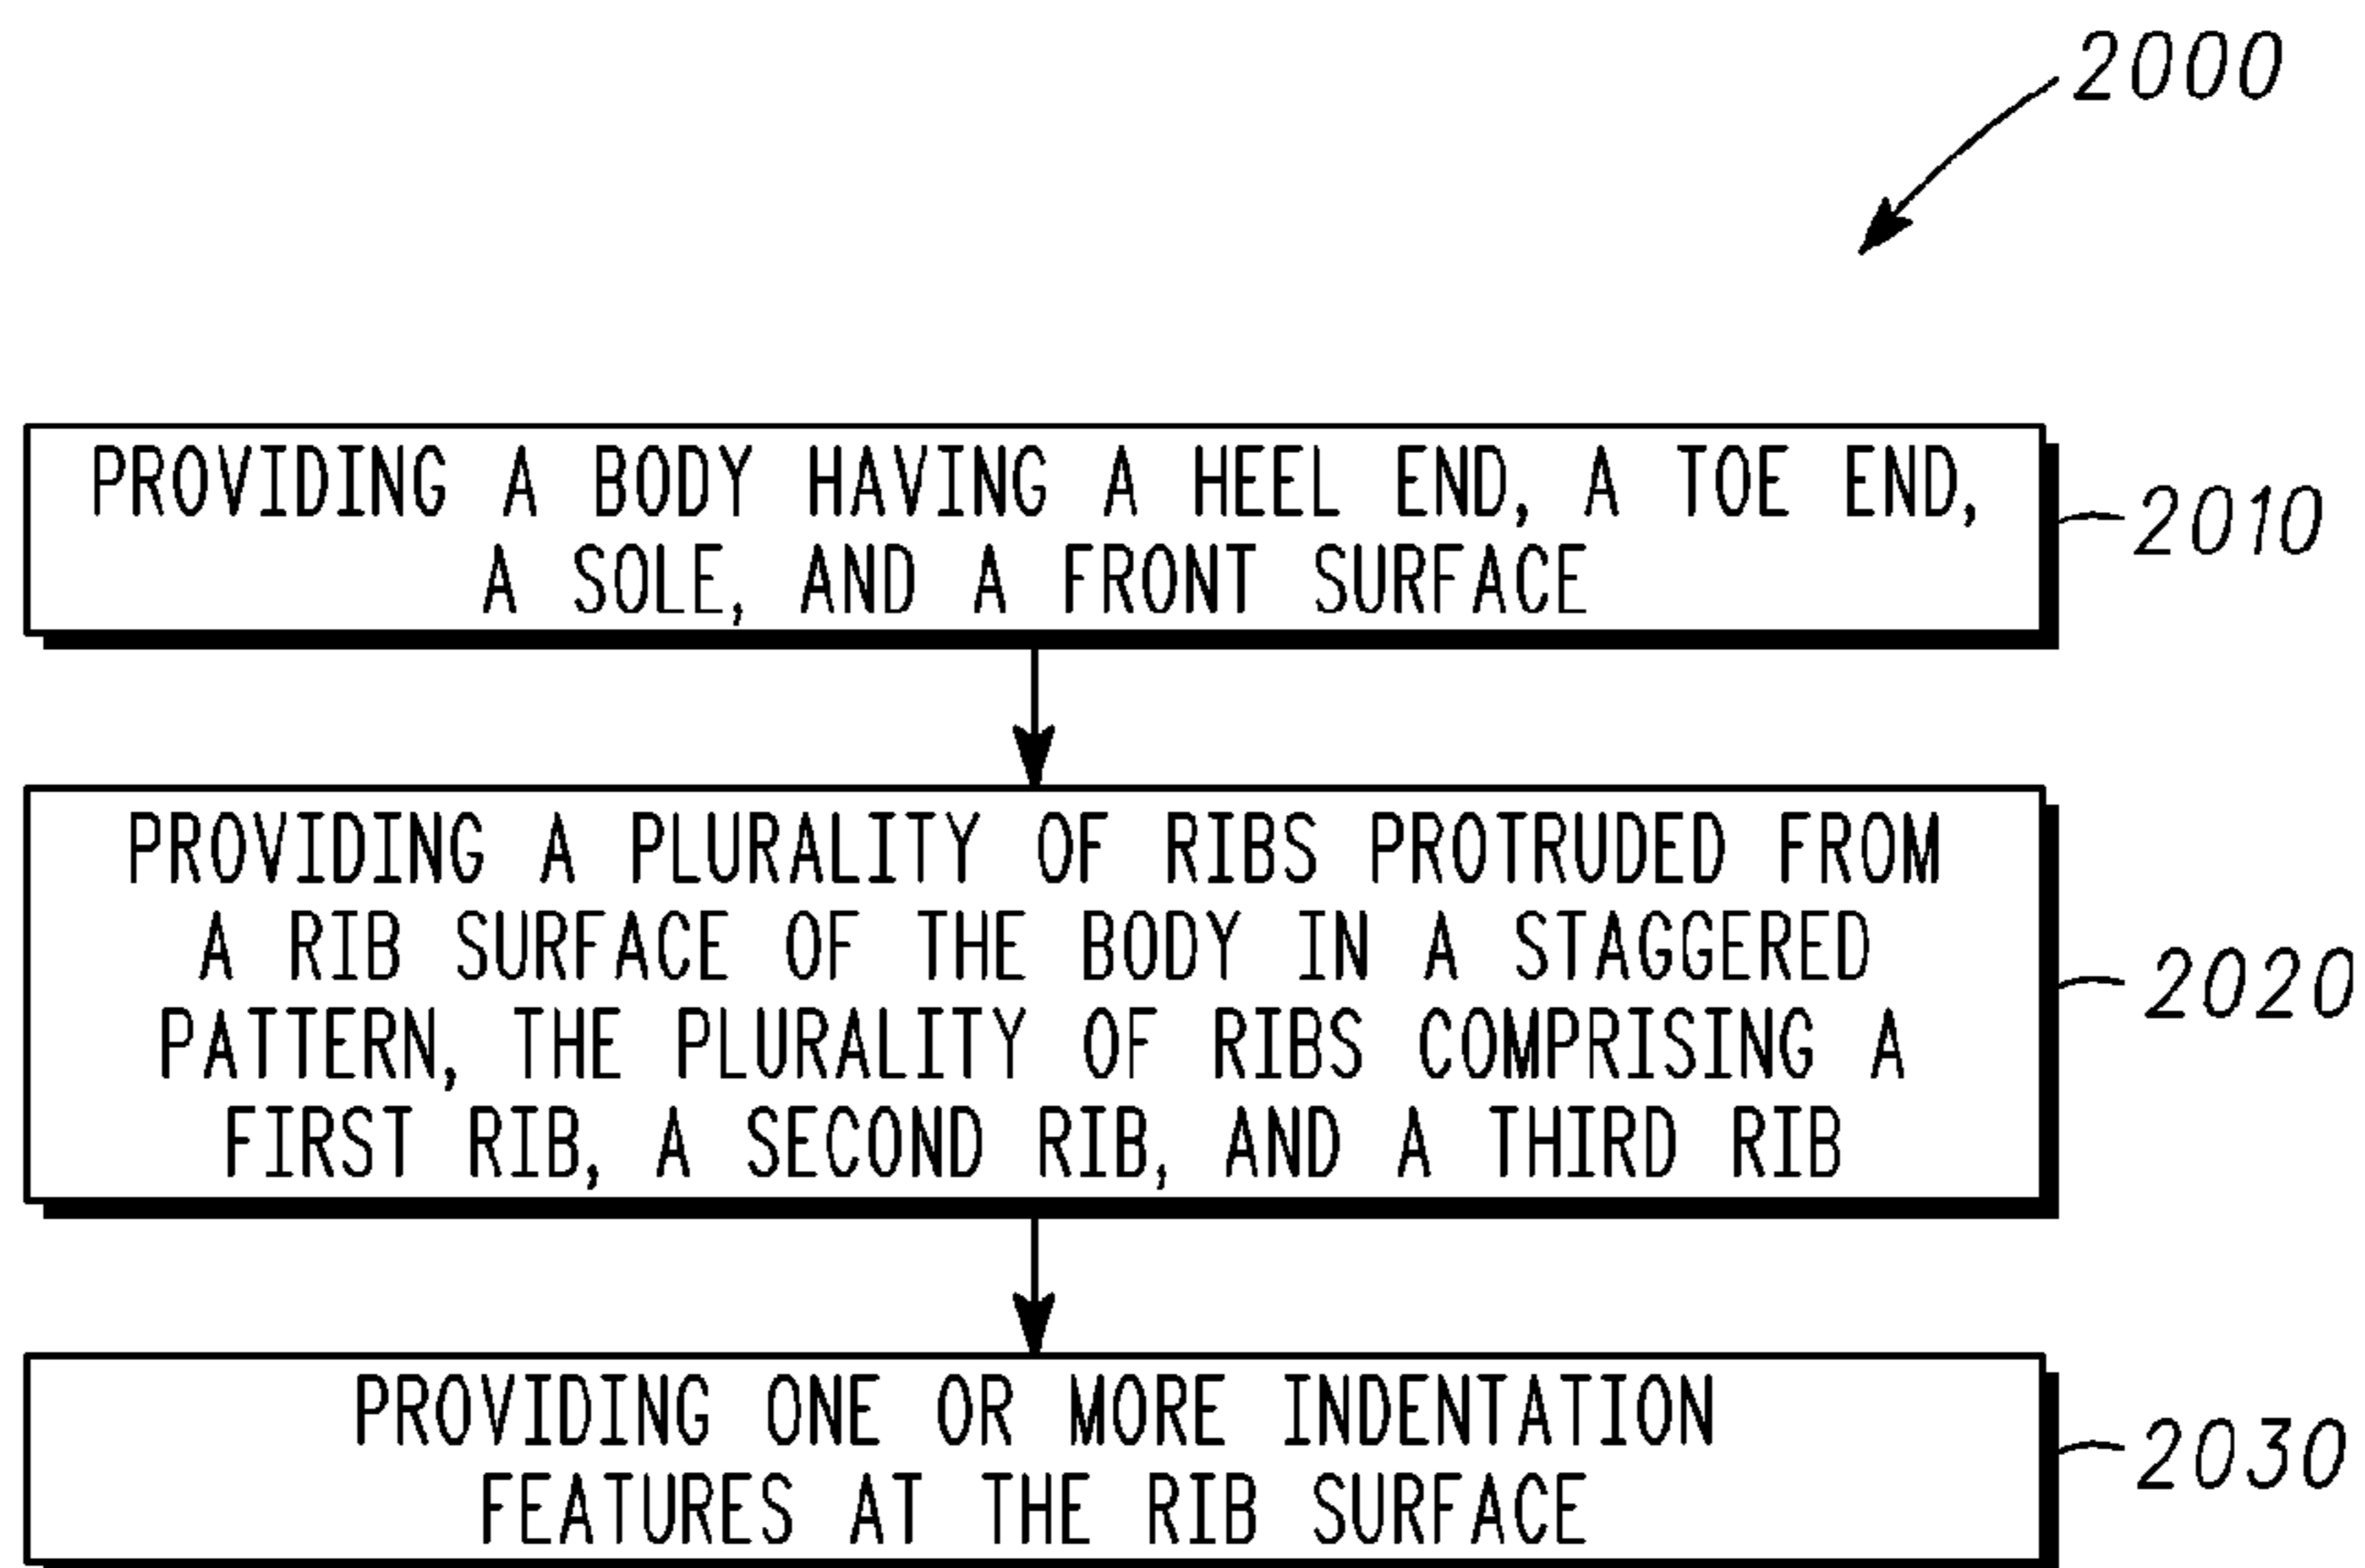 2000
PROVIDING A BODY HAVING A HEEL END, A TOE END,
A SOLE, AND A FRONT SURFACE
2010
PROVIDING A PLURALITY OF RIBS PROTRUDED FROM
A RIB SURFACE OF THE BODY IN A STAGGERED
PATTERN, THE PLURALITY OF RIBS COMPRISING A
FIRST RIB, A SECOND RIB, AND A THIRD RIB
2020
PROVIDING ONE OR MORE INDENTATION
FEATURES AT THE RIB SURFACE
2030